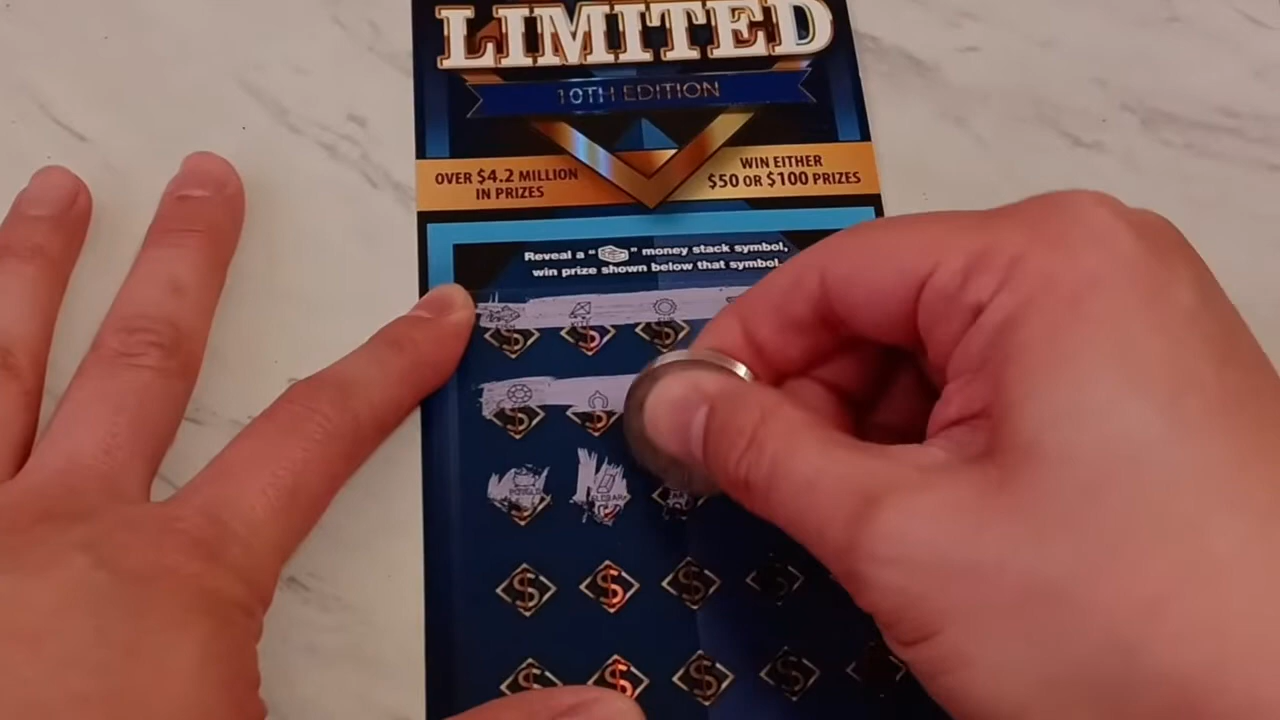 LIMITED
10TH EDITION
OVER $4.2 MILLION
IN PRIZES
WIN EITHER
$50 OR $100 PRIZES
Reveal a “ ” money stack symbol,
win prize shown below that symbol.